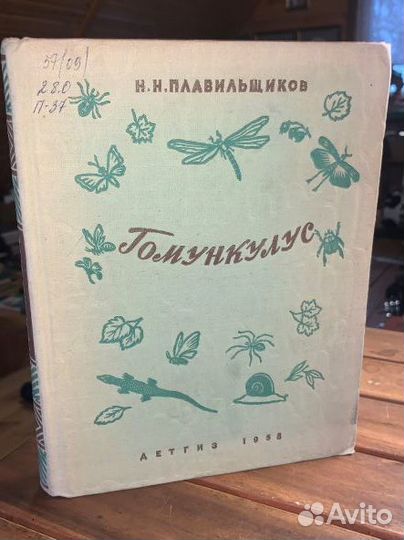 57(09)
28.0
П-37
Н.Н.ПЛАВИЛЬЩИКОВ
Гомункулус
ДЕТГИЗ 1958
Avito